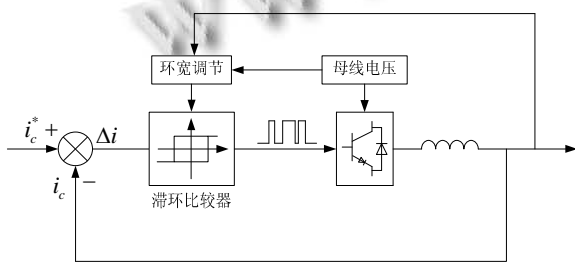 环宽调节
母线电压
i_c^* +
Δi
i_c −
滞环比较器